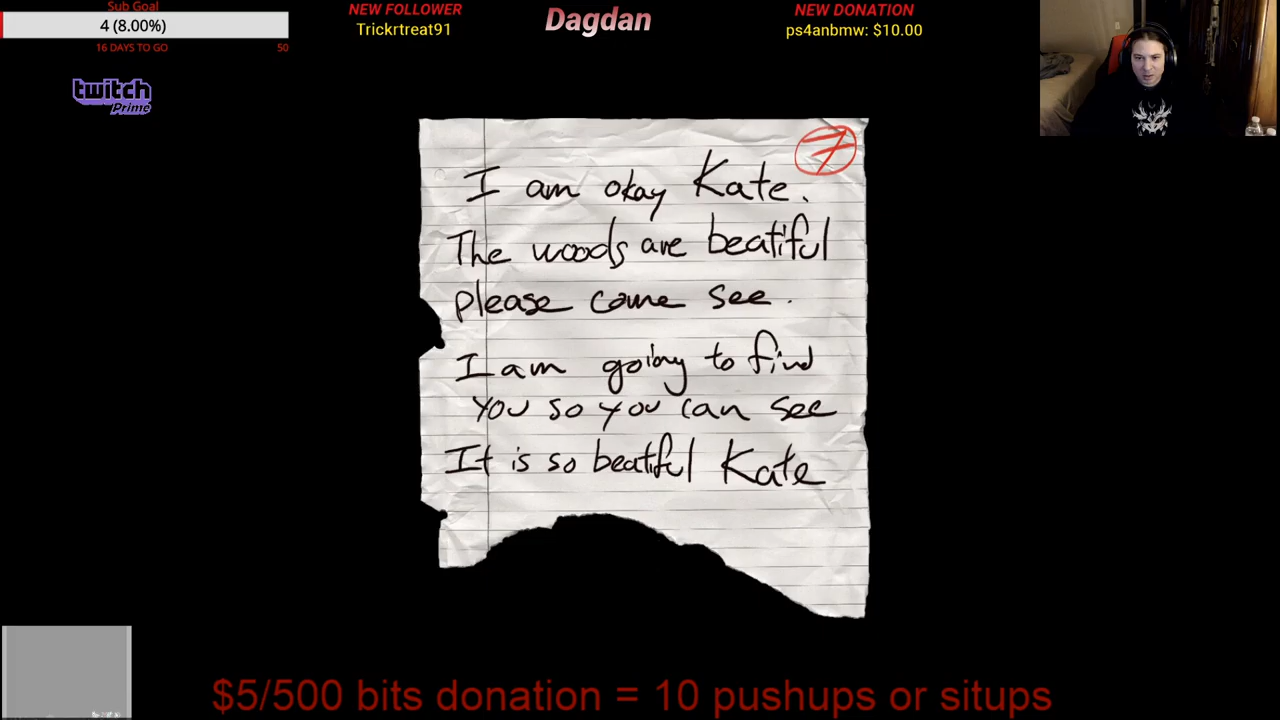 Sub Goal
4 (8.00%)
16 DAYS TO GO 50
NEW FOLLOWER
Trickrtreat91
Dagdan
NEW DONATION
ps4anbmw: $10.00
twitch
Prime
7
I am okay Kate.
The woods are beatiful
please come see.
I am going to find
you so you can see
It is so beatiful Kate
$5/500 bits donation = 10 pushups or situps